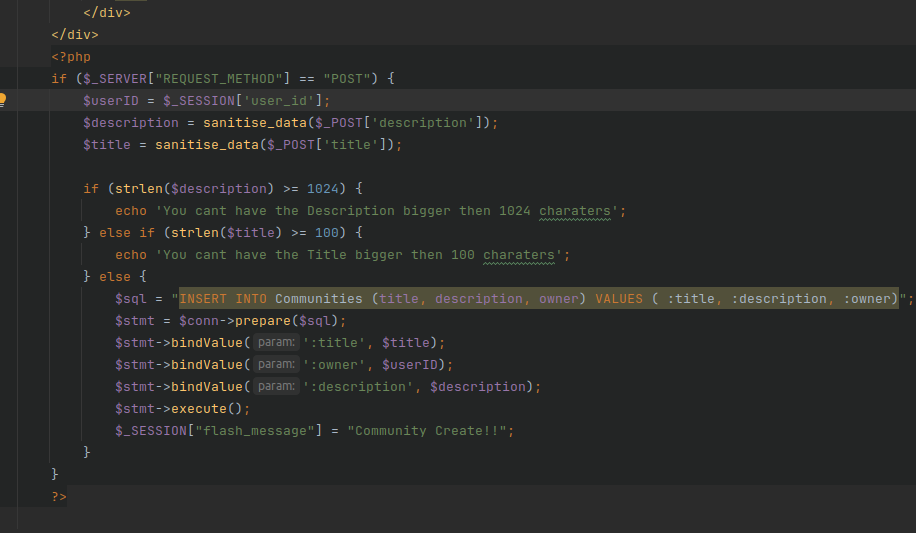 </div>
</div>
<?php
if ($_SERVER["REQUEST_METHOD"] == "POST") {
$userID = $_SESSION['user_id'];
$description = sanitise_data($_POST['description']);
$title = sanitise_data($_POST['title']);
if (strlen($description) >= 1024) {
echo 'You cant have the Description bigger then 1024 charaters';
} else if (strlen($title) >= 100) {
echo 'You cant have the Title bigger then 100 charaters';
} else {
$sql = "INSERT INTO Communities (title, description, owner) VALUES ( :title, :description, :owner)";
$stmt = $conn->prepare($sql);
$stmt->bindValue( param: ':title', $title);
$stmt->bindValue( param: ':owner', $userID);
$stmt->bindValue( param: ':description', $description);
$stmt->execute();
$_SESSION["flash_message"] = "Community Create!!";
}
}
?>